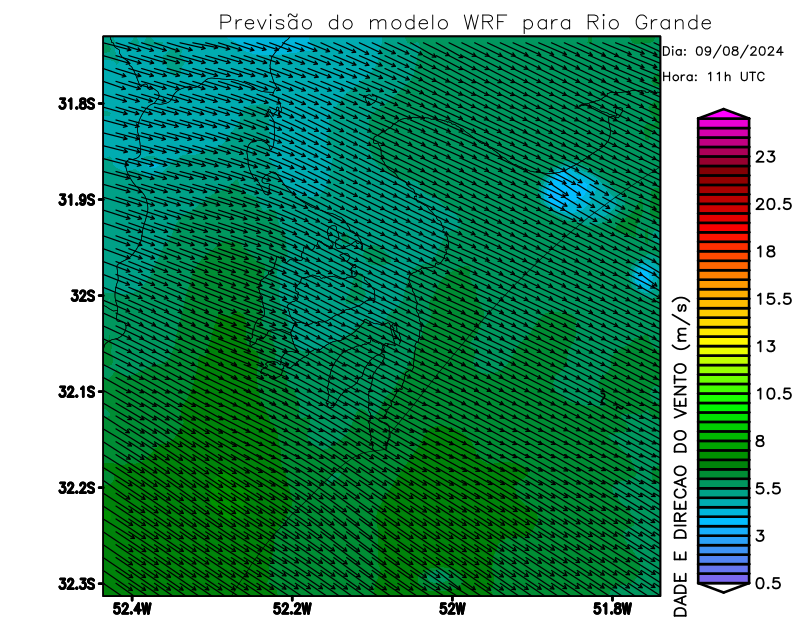 Previsão do modelo WRF para Rio Grande
Dia: 09/08/2024
Hora: 11h UTC
31.8S
31.9S
32S
32.1S
32.2S
32.3S
52.4W
52.2W
52W
51.8W
DADE E DIRECAO DO VENTO (m/s)
23
20.5
18
15.5
13
10.5
8
5.5
3
0.5